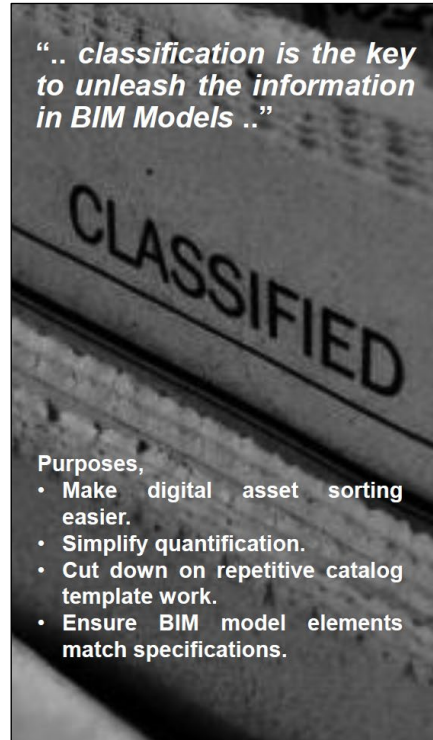 “.. classification is the key
to unleash the information
in BIM Models ..”
CLASSIFIED
Purposes,
• Make digital asset sorting
easier.
• Simplify quantification.
• Cut down on repetitive catalog
template work.
• Ensure BIM model elements
match specifications.